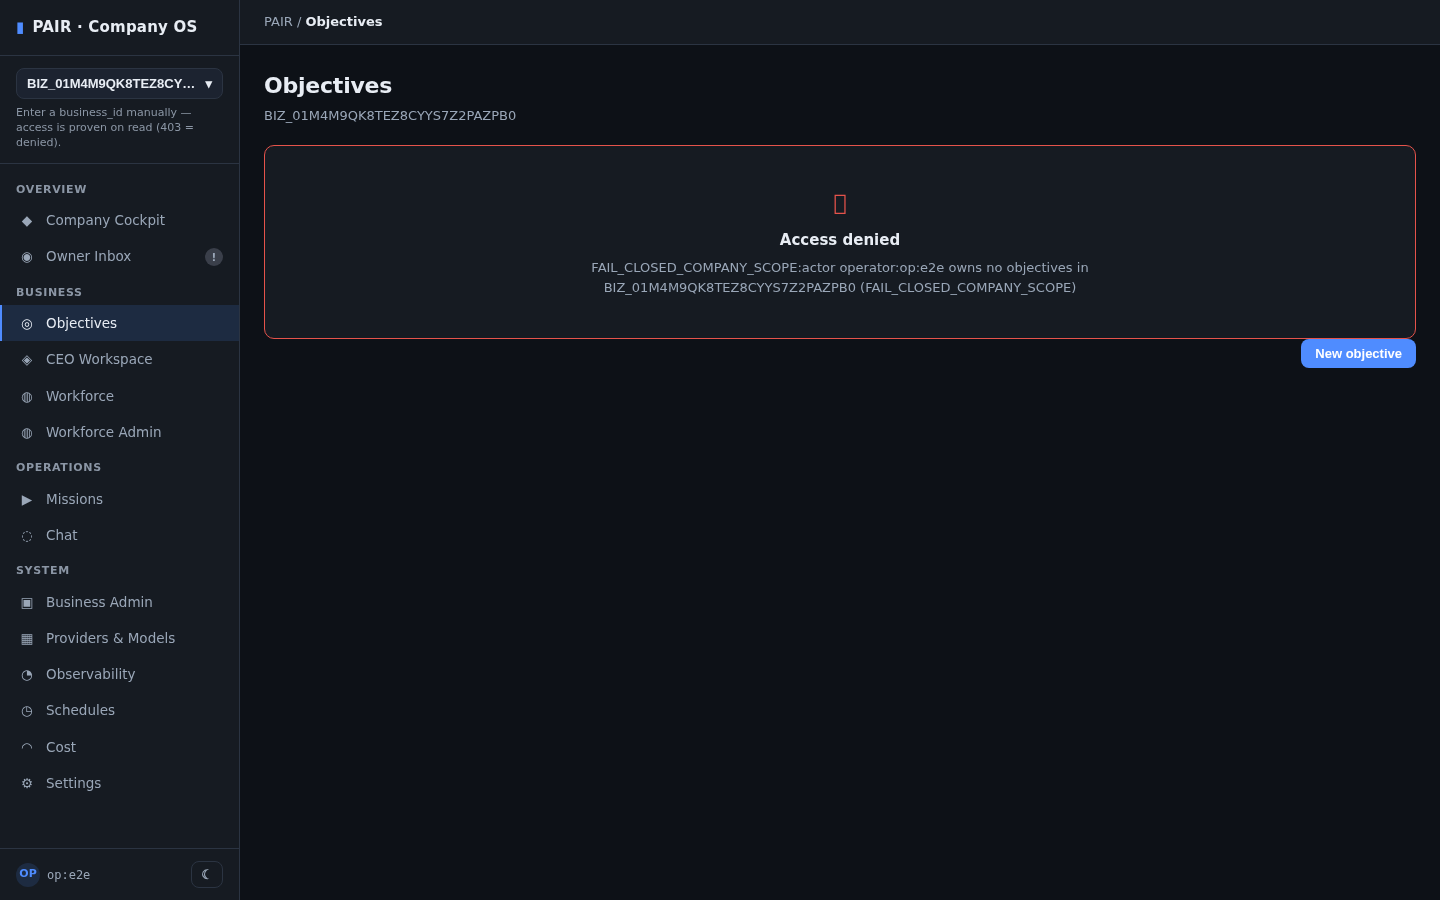 PAIR · Company OS
BIZ_01M4M9QK8TEZ8CY… ▾
Enter a business_id manually —
access is proven on read (403 =
denied).
OVERVIEW
Company Cockpit
Owner Inbox !
BUSINESS
Objectives
CEO Workspace
Workforce
Workforce Admin
OPERATIONS
Missions
Chat
SYSTEM
Business Admin
Providers & Models
Observability
Schedules
Cost
Settings
OP op:e2e
PAIR / Objectives
Objectives
BIZ_01M4M9QK8TEZ8CYYS7Z2PAZPB0
Access denied
FAIL_CLOSED_COMPANY_SCOPE:actor operator:op:e2e owns no objectives in
BIZ_01M4M9QK8TEZ8CYYS7Z2PAZPB0 (FAIL_CLOSED_COMPANY_SCOPE)
New objective